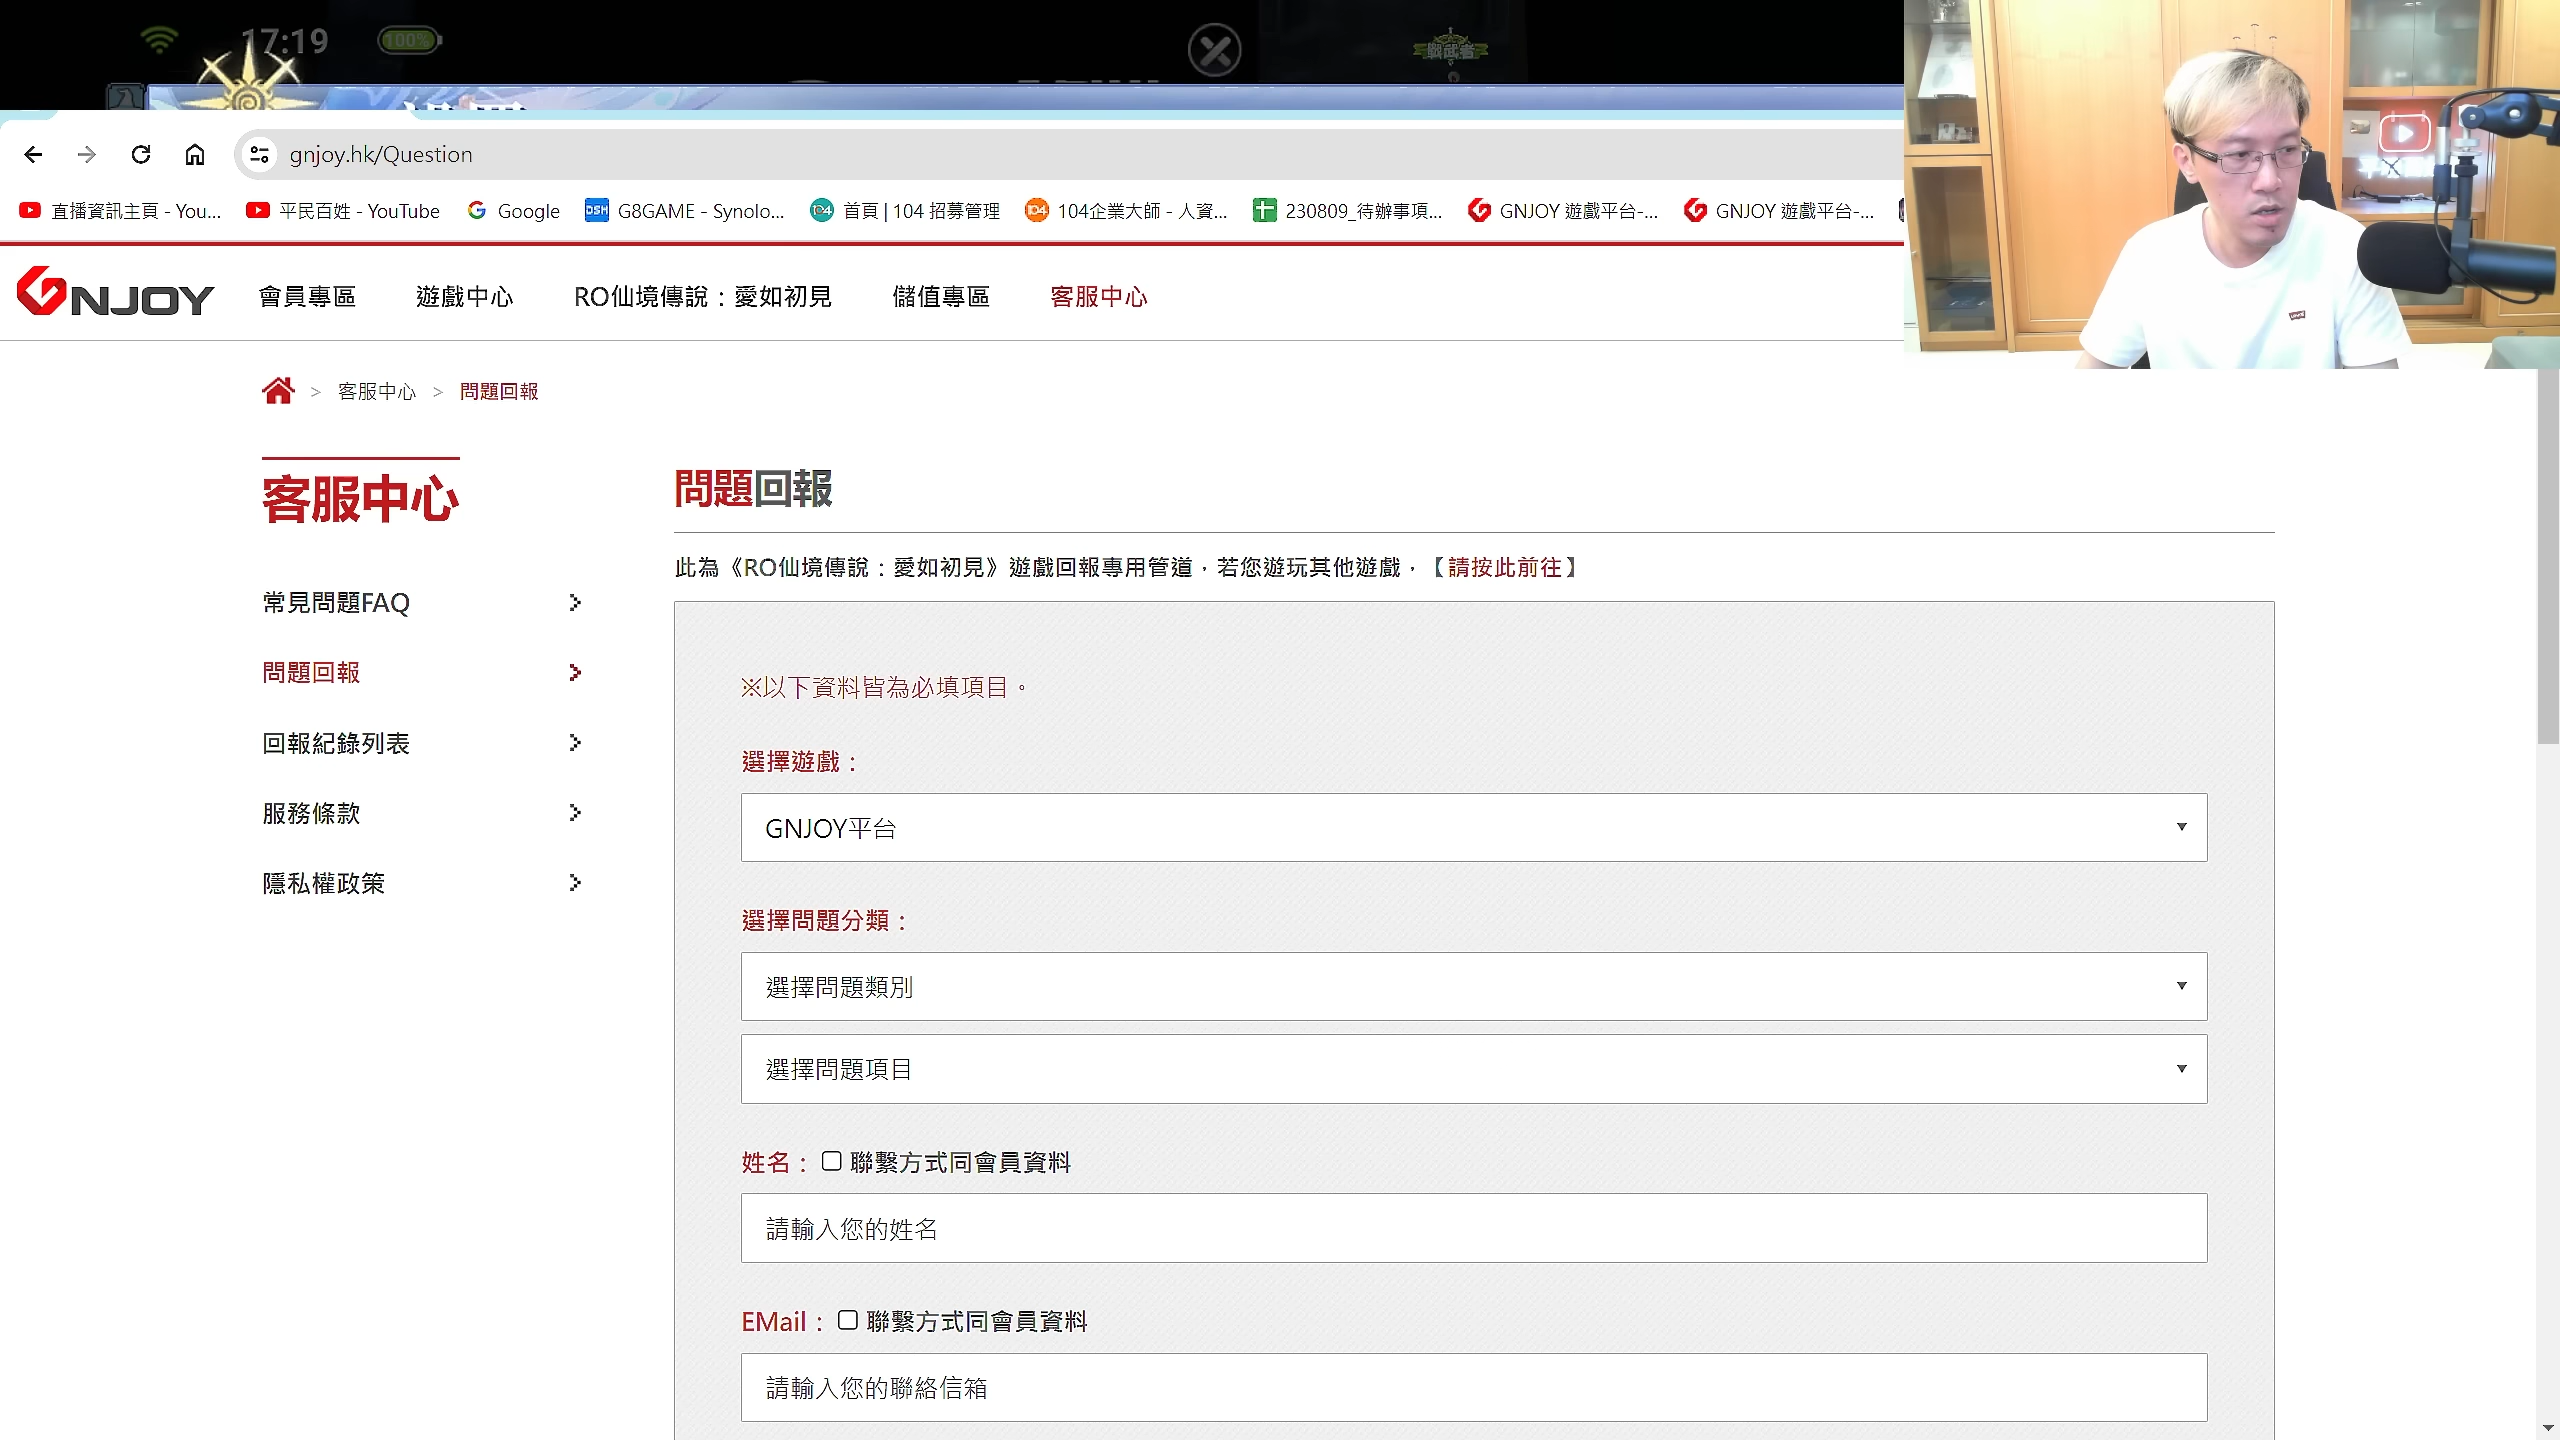 17:19
100%
戰武者
gnjoy.hk/Question
直播資訊主頁 - You...
平民百姓 - YouTube
Google
G8GAME - Synolo...
首頁 | 104 招募管理
104企業大師 - 人資...
230809_待辦事項...
GNJOY 遊戲平台-...
GNJOY 遊戲平台-...
GNJOY
會員專區
遊戲中心
RO仙境傳說：愛如初見
儲值專區
客服中心
> 客服中心 > 問題回報
客服中心
常見問題FAQ
問題回報
回報紀錄列表
服務條款
隱私權政策
問題回報
此為《RO仙境傳說：愛如初見》遊戲回報專用管道，若您遊玩其他遊戲，【請按此前往】
※以下資料皆為必填項目。
選擇遊戲：
GNJOY平台
選擇問題分類：
選擇問題類別
選擇問題項目
姓名： 聯繫方式同會員資料
請輸入您的姓名
EMail： 聯繫方式同會員資料
請輸入您的聯絡信箱